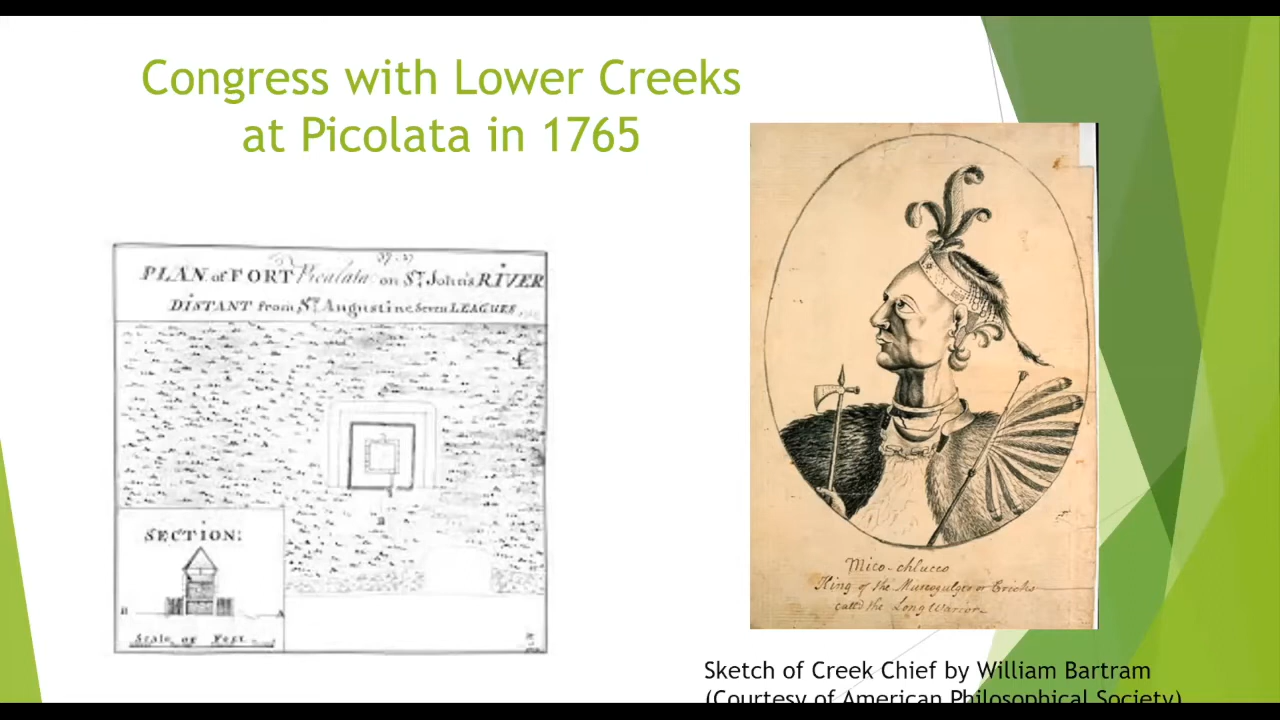 Congress with Lower Creeks
at Picolata in 1765
PLAN of FORT Picolata on St. John's RIVER
DISTANT from St. Augustine Seven LEAGUES
SECTION:
Scale of Feet
Mico-chlucco
King of the Muscogulges or Cricks
call'd the Long Warior
Sketch of Creek Chief by William Bartram
(Courtesy of American Philosophical Society)